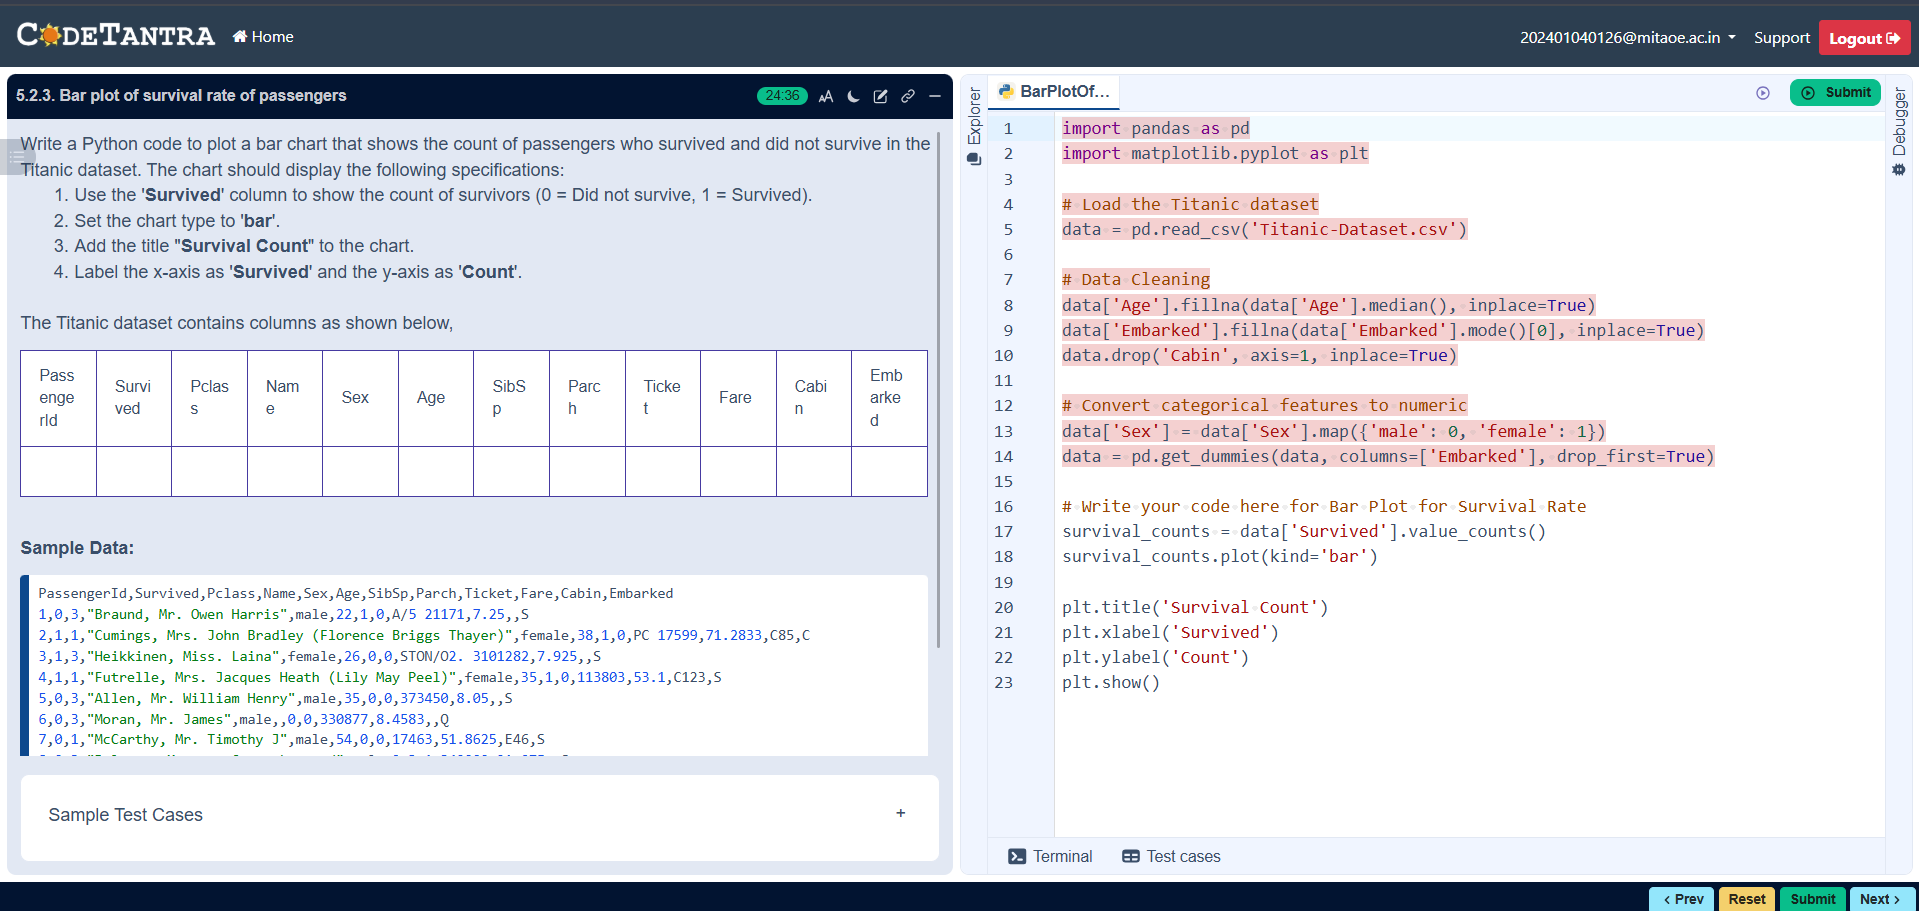 CODETANTRA
Home
202401040126@mitaoe.ac.in
Support
Logout
5.2.3. Bar plot of survival rate of passengers
24:36
Write a Python code to plot a bar chart that shows the count of passengers who survived and did not survive in the
Titanic dataset. The chart should display the following specifications:
1. Use the 'Survived' column to show the count of survivors (0 = Did not survive, 1 = Survived).
2. Set the chart type to 'bar'.
3. Add the title "Survival Count" to the chart.
4. Label the x-axis as 'Survived' and the y-axis as 'Count'.
The Titanic dataset contains columns as shown below,
PassengerId Survived Pclass Name Sex Age SibSp Parch Ticket Fare Cabin Embarked
Sample Data:
PassengerId,Survived,Pclass,Name,Sex,Age,SibSp,Parch,Ticket,Fare,Cabin,Embarked
1,0,3,"Braund, Mr. Owen Harris",male,22,1,0,A/5 21171,7.25,,S
2,1,1,"Cumings, Mrs. John Bradley (Florence Briggs Thayer)",female,38,1,0,PC 17599,71.2833,C85,C
3,1,3,"Heikkinen, Miss. Laina",female,26,0,0,STON/O2. 3101282,7.925,,S
4,1,1,"Futrelle, Mrs. Jacques Heath (Lily May Peel)",female,35,1,0,113803,53.1,C123,S
5,0,3,"Allen, Mr. William Henry",male,35,0,0,373450,8.05,,S
6,0,3,"Moran, Mr. James",male,,0,0,330877,8.4583,,Q
7,0,1,"McCarthy, Mr. Timothy J",male,54,0,0,17463,51.8625,E46,S
Sample Test Cases
+
Explorer
BarPlotOf...
Submit
Debugger
1 import pandas as pd
2 import matplotlib.pyplot as plt
3
4 # Load the Titanic dataset
5 data = pd.read_csv('Titanic-Dataset.csv')
6
7 # Data Cleaning
8 data['Age'].fillna(data['Age'].median(), inplace=True)
9 data['Embarked'].fillna(data['Embarked'].mode()[0], inplace=True)
10 data.drop('Cabin', axis=1, inplace=True)
11
12 # Convert categorical features to numeric
13 data['Sex'] = data['Sex'].map({'male': 0, 'female': 1})
14 data = pd.get_dummies(data, columns=['Embarked'], drop_first=True)
15
16 # Write your code here for Bar Plot for Survival Rate
17 survival_counts = data['Survived'].value_counts()
18 survival_counts.plot(kind='bar')
19
20 plt.title('Survival Count')
21 plt.xlabel('Survived')
22 plt.ylabel('Count')
23 plt.show()
Terminal
Test cases
Prev
Reset
Submit
Next